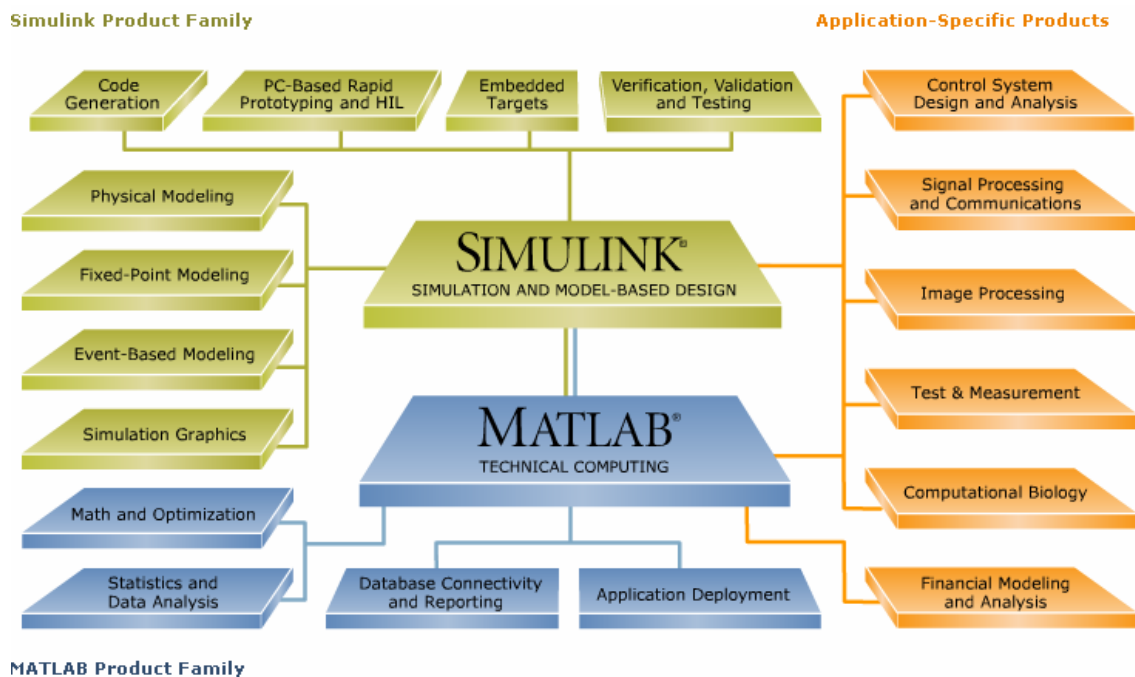 Simulink Product Family
Application-Specific Products
Code
Generation
PC-Based Rapid
Prototyping and HIL
Embedded
Targets
Verification, Validation
and Testing
Control System
Design and Analysis
Physical Modeling
Signal Processing
and Communications
SIMULINK®
SIMULATION AND MODEL-BASED DESIGN
Fixed-Point Modeling
Image Processing
Event-Based Modeling
Test & Measurement
Simulation Graphics
MATLAB®
TECHNICAL COMPUTING
Computational Biology
Math and Optimization
Statistics and
Data Analysis
Database Connectivity
and Reporting
Application Deployment
Financial Modeling
and Analysis
MATLAB Product Family